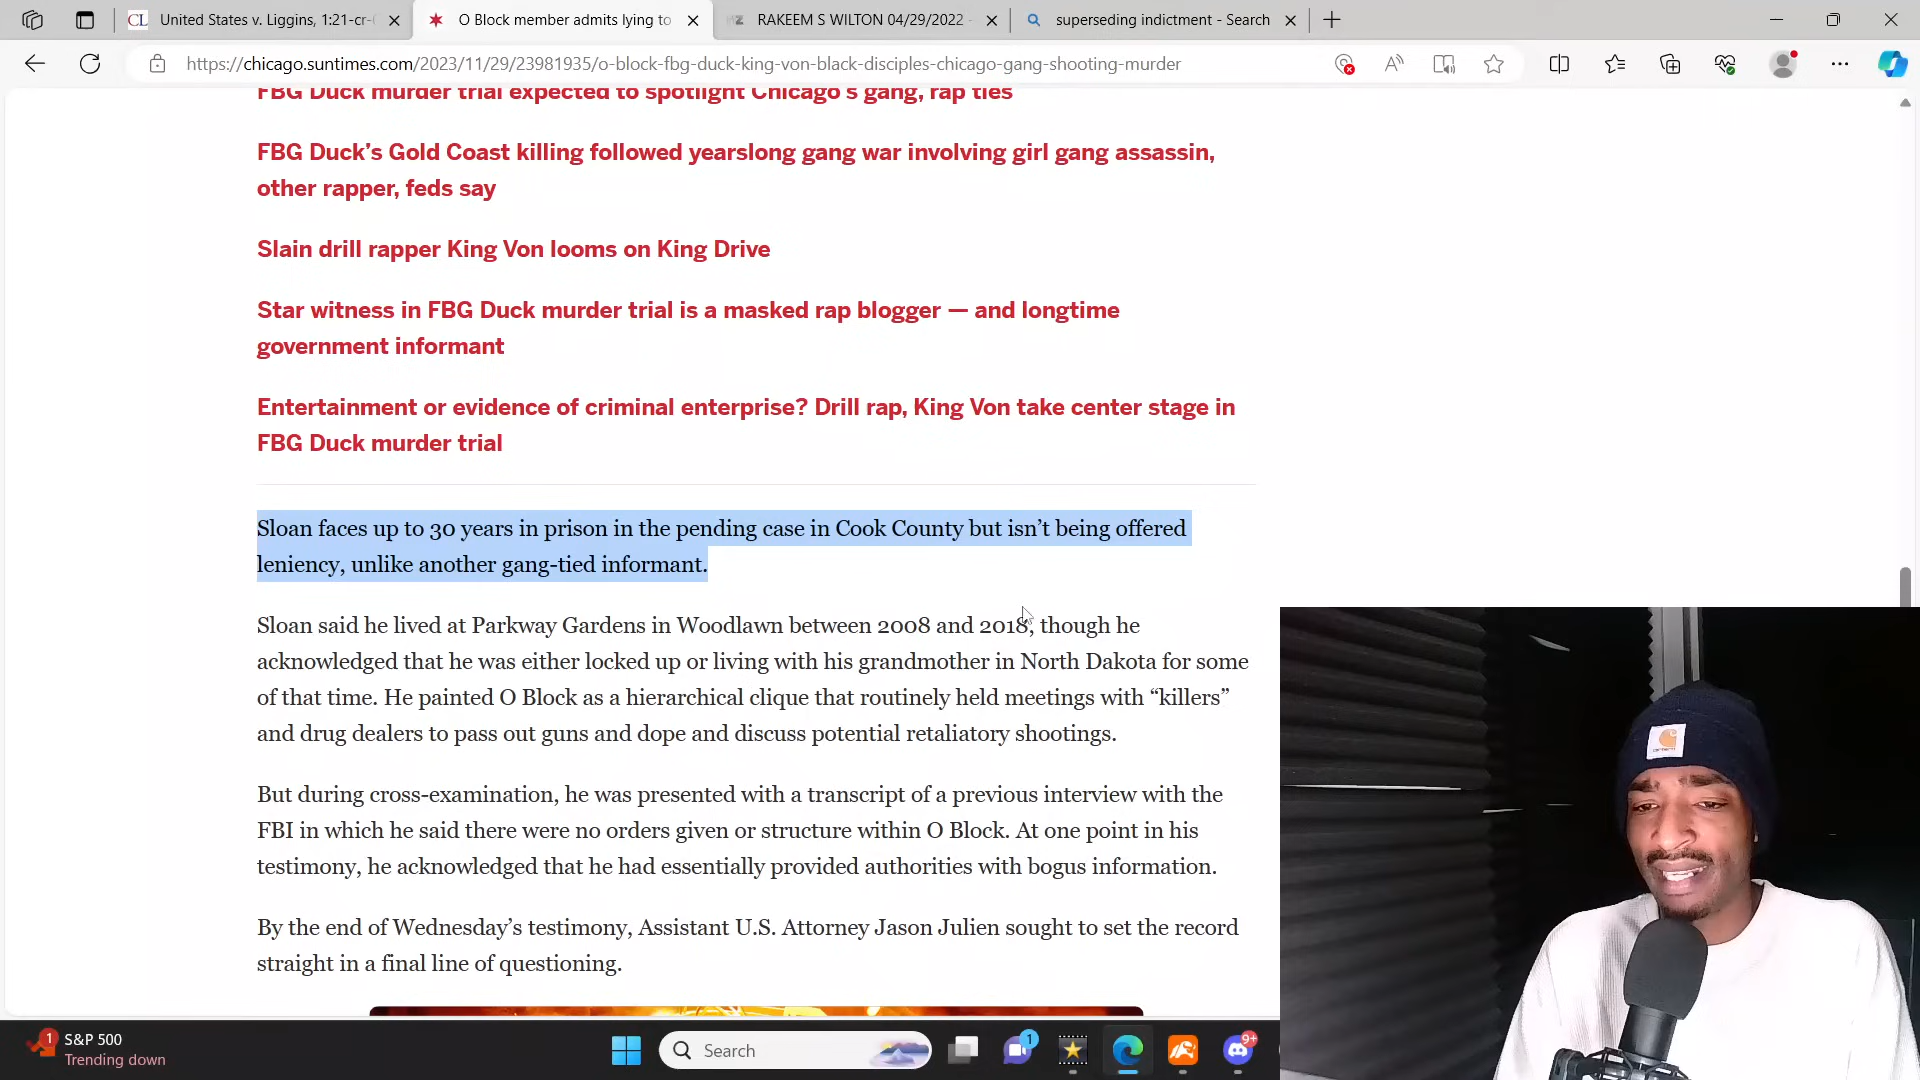 United States v. Liggins, 1:21-cr-
O Block member admits lying to
RAKEEM S WILTON 04/29/2022 -
superseding indictment - Search
https://chicago.suntimes.com/2023/11/29/23981935/o-block-fbg-duck-king-von-black-disciples-chicago-gang-shooting-murder
FBG Duck murder trial expected to spotlight Chicago's gang, rap ties
FBG Duck’s Gold Coast killing followed yearslong gang war involving girl gang assassin,
other rapper, feds say
Slain drill rapper King Von looms on King Drive
Star witness in FBG Duck murder trial is a masked rap blogger — and longtime
government informant
Entertainment or evidence of criminal enterprise? Drill rap, King Von take center stage in
FBG Duck murder trial
Sloan faces up to 30 years in prison in the pending case in Cook County but isn’t being offered
leniency, unlike another gang-tied informant.
Sloan said he lived at Parkway Gardens in Woodlawn between 2008 and 2018, though he
acknowledged that he was either locked up or living with his grandmother in North Dakota for some
of that time. He painted O Block as a hierarchical clique that routinely held meetings with “killers”
and drug dealers to pass out guns and dope and discuss potential retaliatory shootings.
But during cross-examination, he was presented with a transcript of a previous interview with the
FBI in which he said there were no orders given or structure within O Block. At one point in his
testimony, he acknowledged that he had essentially provided authorities with bogus information.
By the end of Wednesday’s testimony, Assistant U.S. Attorney Jason Julien sought to set the record
straight in a final line of questioning.
1
S&P 500
Trending down
Search
1
9+